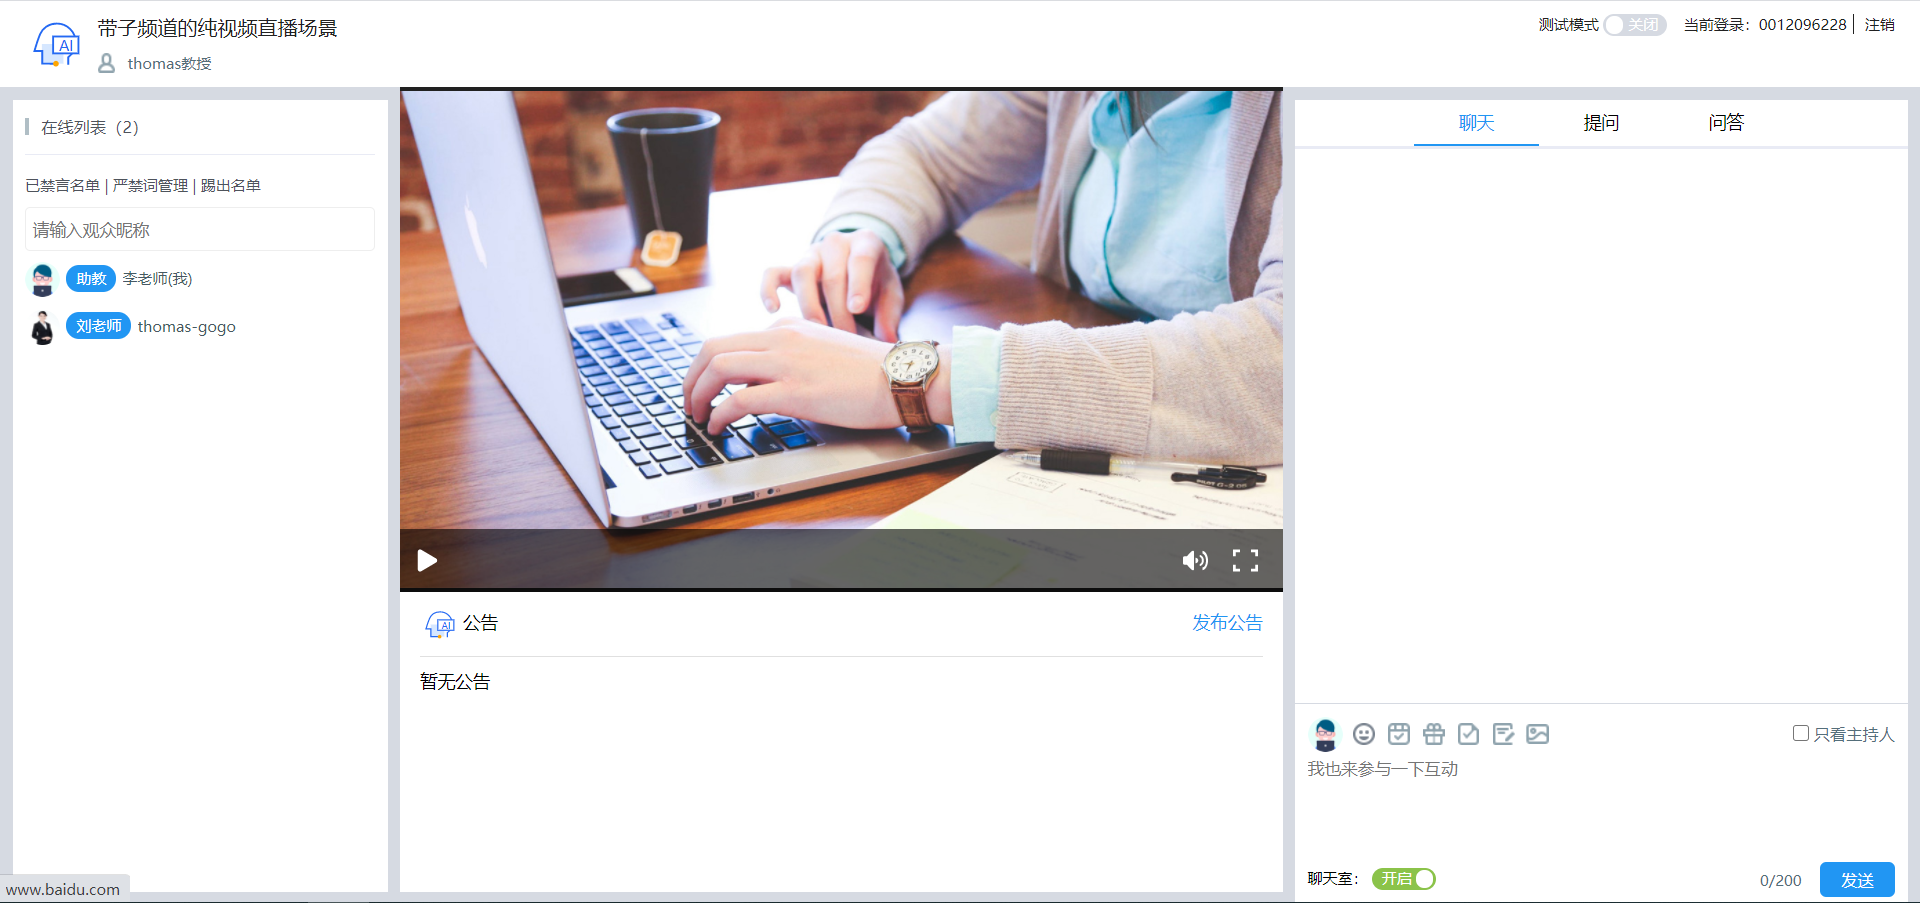 带子频道的纯视频直播场景
thomas教授
测试模式 关闭 当前登录：0012096228 注销
在线列表（2）
已禁言名单 | 严禁词管理 | 踢出名单
请输入观众昵称
助教 李老师(我)
刘老师 thomas-gogo
AI
公告
发布公告
暂无公告
聊天 提问 问答
只看主持人
我也来参与一下互动
聊天室： 开启
0/200
发送
www.baidu.com